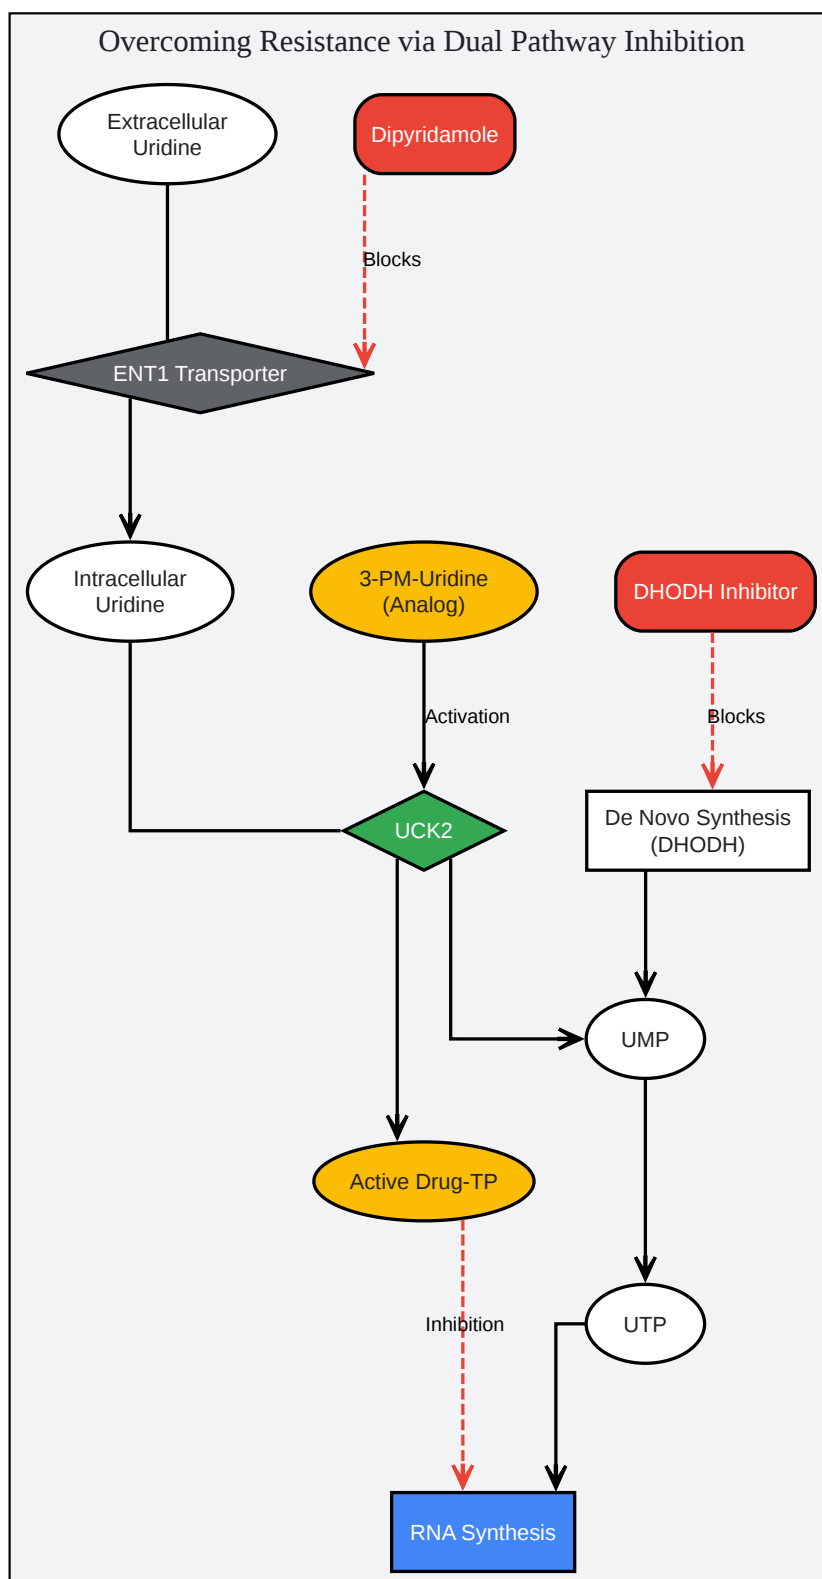 Overcoming Resistance via Dual Pathway Inhibition
Extracellular
Uridine
Dipyridamole
Blocks
ENT1 Transporter
Intracellular
Uridine
3-PM-Uridine
(Analog)
DHODH Inhibitor
Activation
Blocks
UCK2
De Novo Synthesis
(DHODH)
UMP
Active Drug-TP
Inhibition
UTP
RNA Synthesis